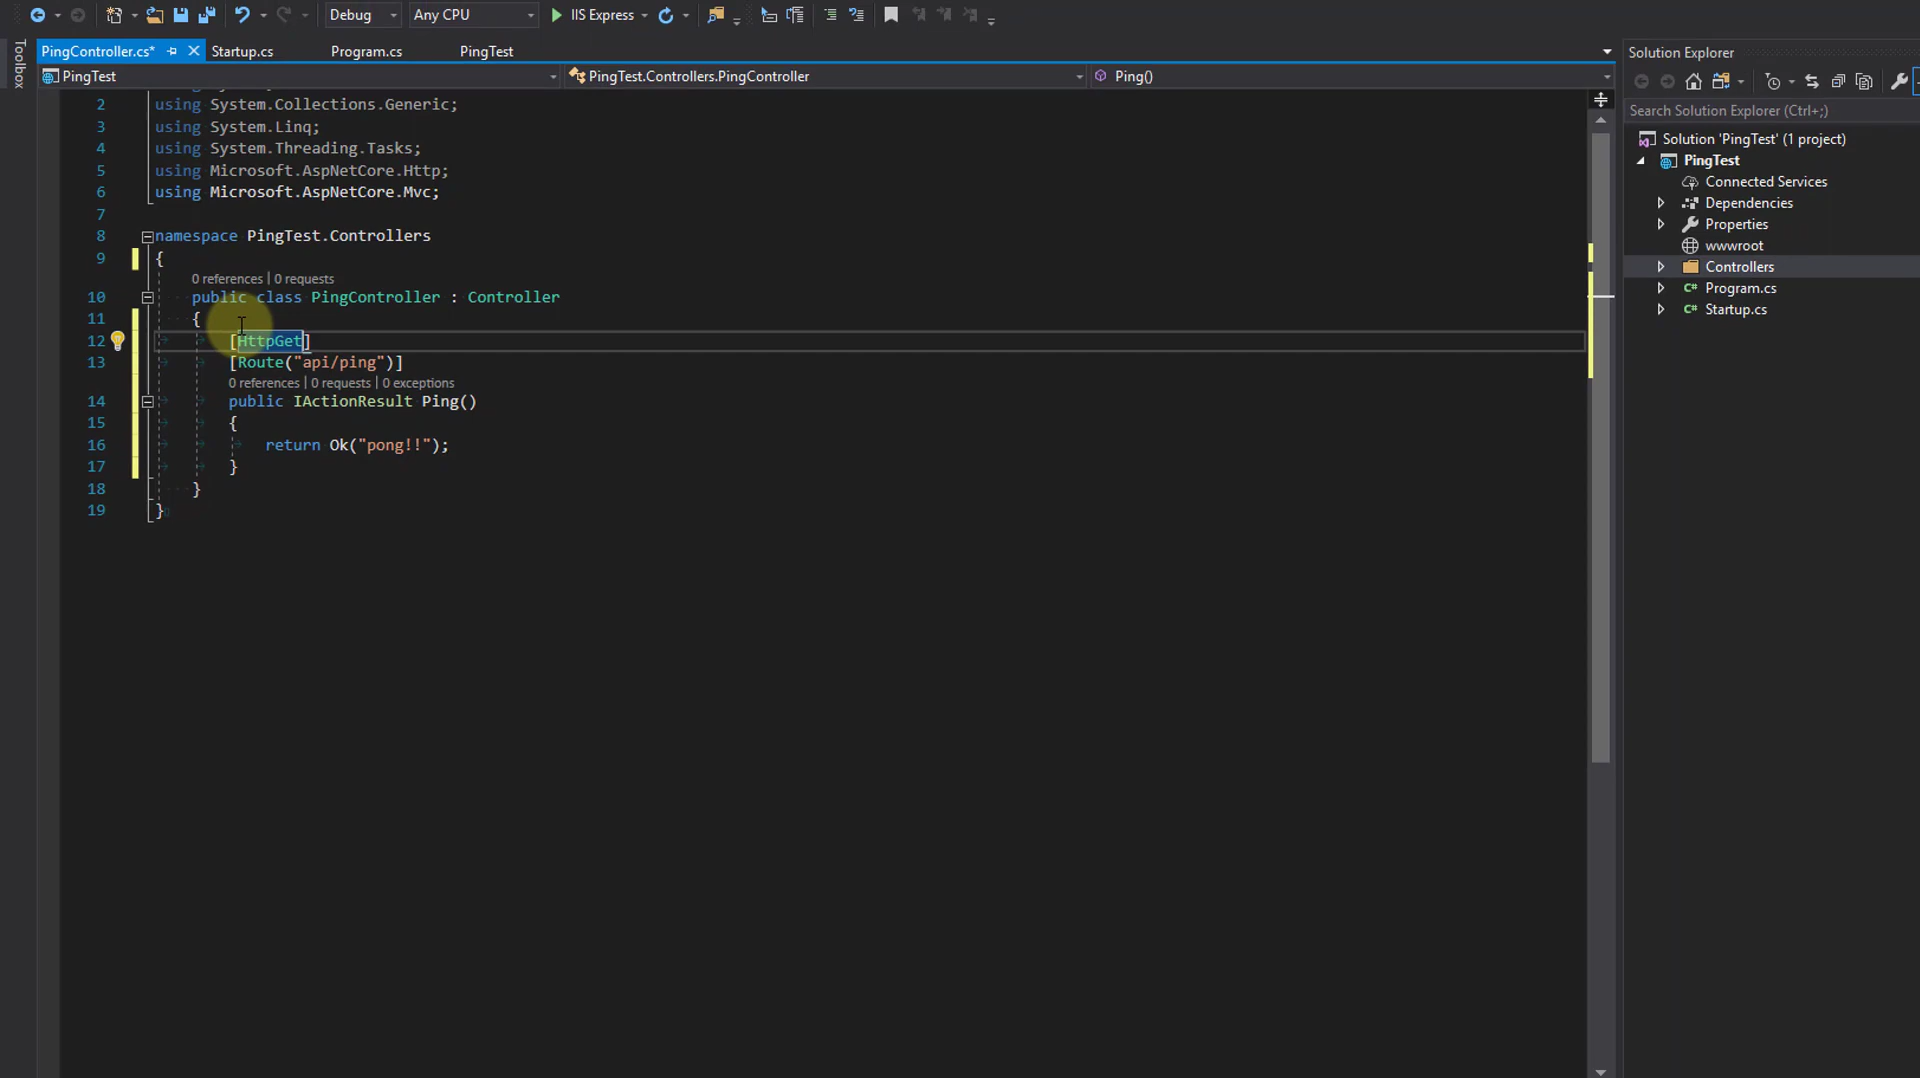 Debug Any CPU IIS Express
Toolbox
PingController.cs* Startup.cs Program.cs PingTest
PingTest PingTest.Controllers.PingController Ping()
2 using System.Collections.Generic;
3 using System.Linq;
4 using System.Threading.Tasks;
5 using Microsoft.AspNetCore.Http;
6 using Microsoft.AspNetCore.Mvc;
7
8 namespace PingTest.Controllers
9 {
0 references | 0 requests
10 public class PingController : Controller
11 {
12 [HttpGet]
13 [Route("api/ping")]
0 references | 0 requests | 0 exceptions
14 public IActionResult Ping()
15 {
16 return Ok("pong!!");
17 }
18 }
19 }
Solution Explorer
Search Solution Explorer (Ctrl+;)
Solution 'PingTest' (1 project)
PingTest
Connected Services
Dependencies
Properties
wwwroot
Controllers
C# Program.cs
C# Startup.cs